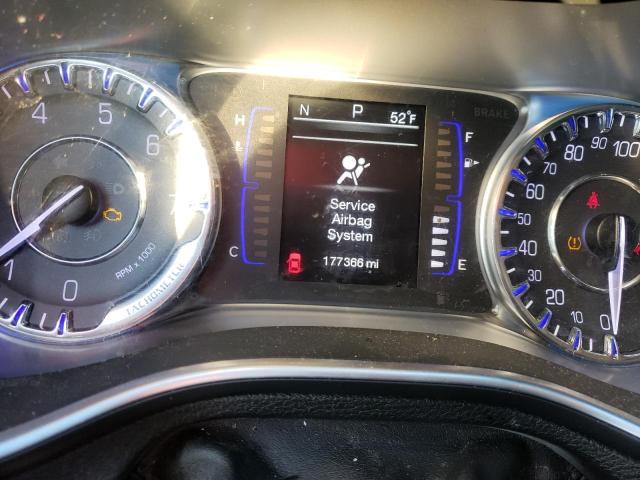 4
5
6
7
1
0
RPM x 1000
TACHOMETER
H
C
N P 52°F
Service
Airbag
System
177366 mi
BRAKE
F
E
100
90
80
70
60
50
40
30
20
10
0